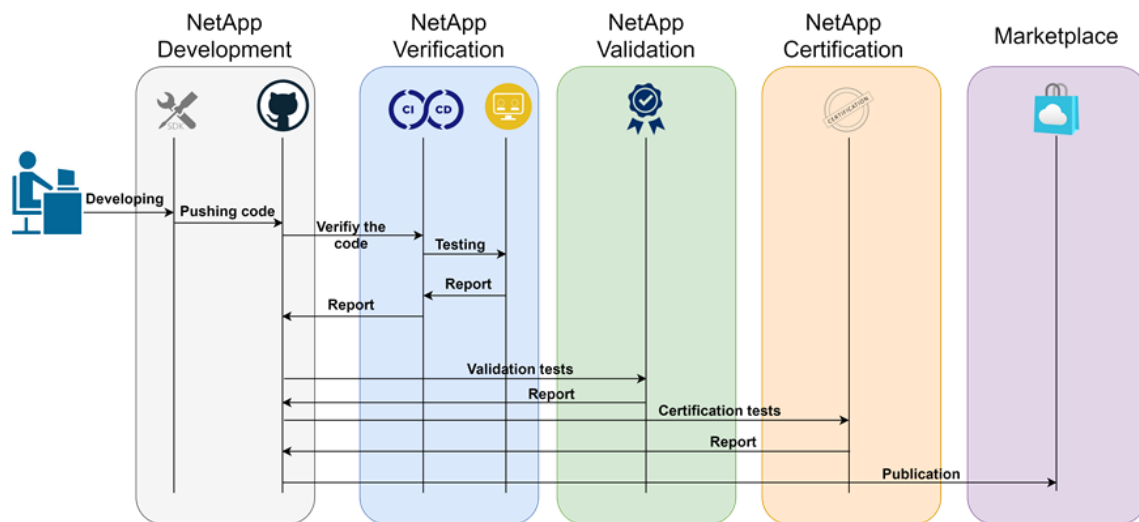 NetApp
Development
NetApp
Verification
NetApp
Validation
NetApp
Certification
Marketplace
SDK
CI
CD
CERTIFICATION
Developing
Pushing code
Verifiy the
code
Testing
Report
Report
Validation tests
Report
Certification tests
Report
Publication